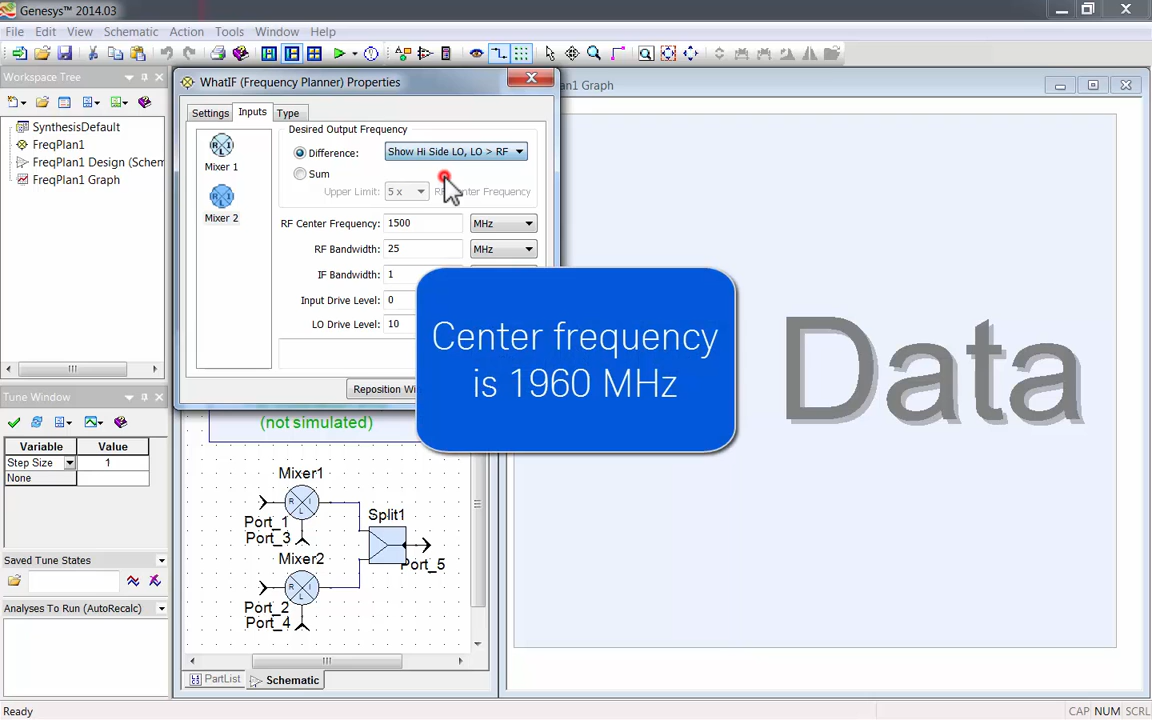 Genesys™ 2014.03
File Edit View Schematic Action Tools Window Help
Workspace Tree
WhatIF (Frequency Planner) Properties
Plan1 Graph
SynthesisDefault
FreqPlan1
FreqPlan1 Design (Schem
FreqPlan1 Graph
Settings Inputs Type
Mixer 1
Mixer 2
Desired Output Frequency
Difference: Show Hi Side LO, LO > RF
Sum
Upper Limit: 5 x RF Center Frequency
RF Center Frequency: 1500 MHz
RF Bandwidth: 25 MHz
IF Bandwidth: 1
Input Drive Level: 0
LO Drive Level: 10
Reposition Wi
Center frequency
is 1960 MHz
Data
Tune Window
Variable Value
Step Size 1
None
Saved Tune States
Analyses To Run (AutoRecalc)
(not simulated)
Mixer1
R I
L
Port_1
Port_3
Split1
Port_5
Mixer2
R I
L
Port_2
Port_4
PartList Schematic
Ready
CAP NUM SCRL